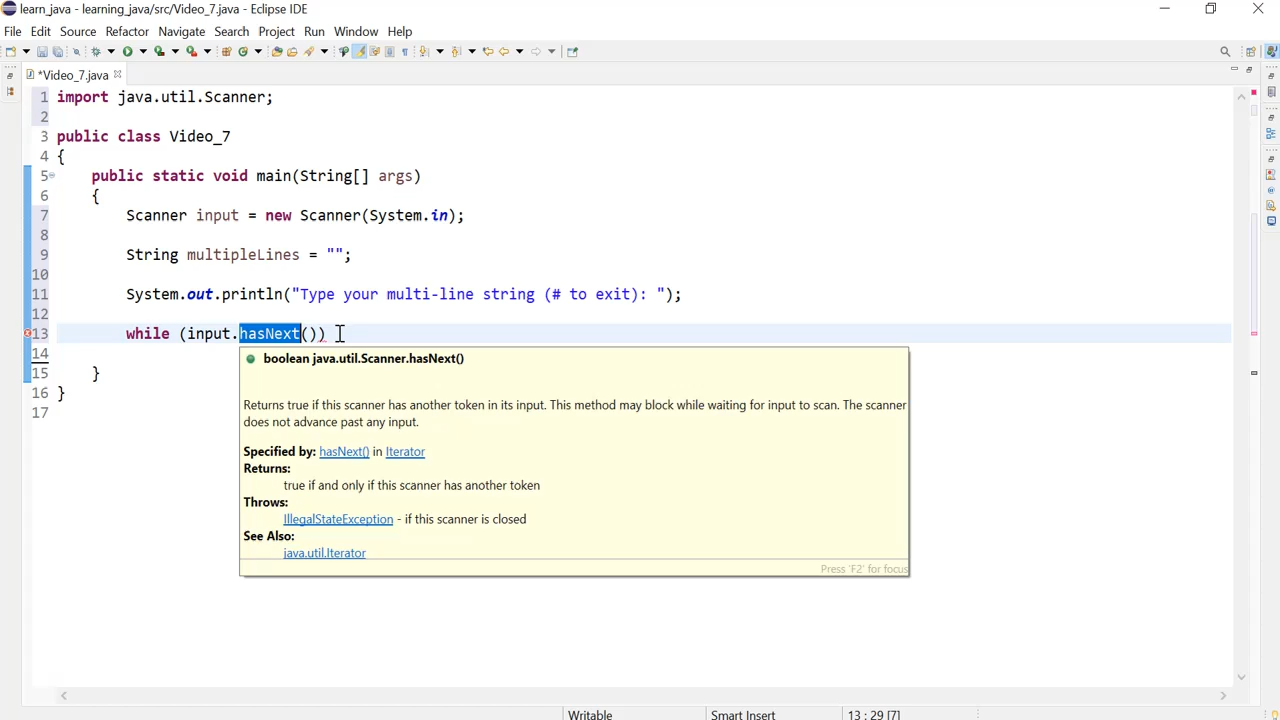 learn_java - learning_java/src/Video_7.java - Eclipse IDE
File Edit Source Refactor Navigate Search Project Run Window Help
*Video_7.java
1 import java.util.Scanner;
2
3 public class Video_7
4 {
5 public static void main(String[] args)
6 {
7 Scanner input = new Scanner(System.in);
8
9 String multipleLines = "";
10
11 System.out.println("Type your multi-line string (# to exit): ");
12
13 while (input.hasNext())
14
boolean java.util.Scanner.hasNext()
15 }
16 }
Returns true if this scanner has another token in its input. This method may block while waiting for input to scan. The scanner
17
does not advance past any input.
Specified by: hasNext() in Iterator
Returns:
true if and only if this scanner has another token
Throws:
IllegalStateException - if this scanner is closed
See Also:
java.util.Iterator
Press 'F2' for focus
Writable Smart Insert 13 : 29 [7]